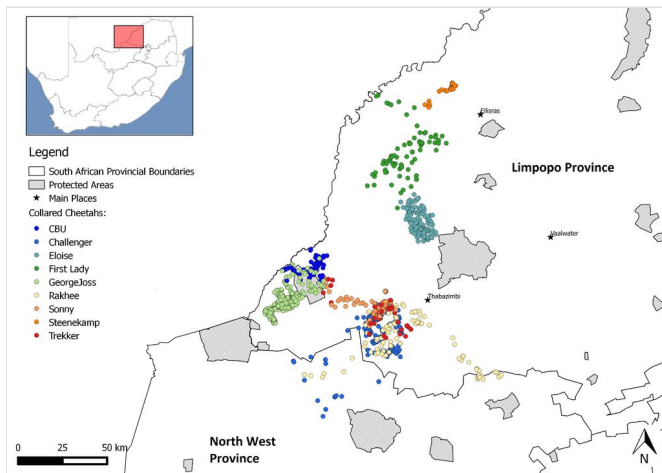 Legend
South African Provincial Boundaries
Protected Areas
Main Places
Collared Cheetahs:
CBU
Challenger
Eloise
First Lady
GeorgeJoss
Rakhee
Sonny
Steenekamp
Trekker
Ellisras
Limpopo Province
Vaalwater
Thabazimbi
North West
Province
0 25 50 km
N